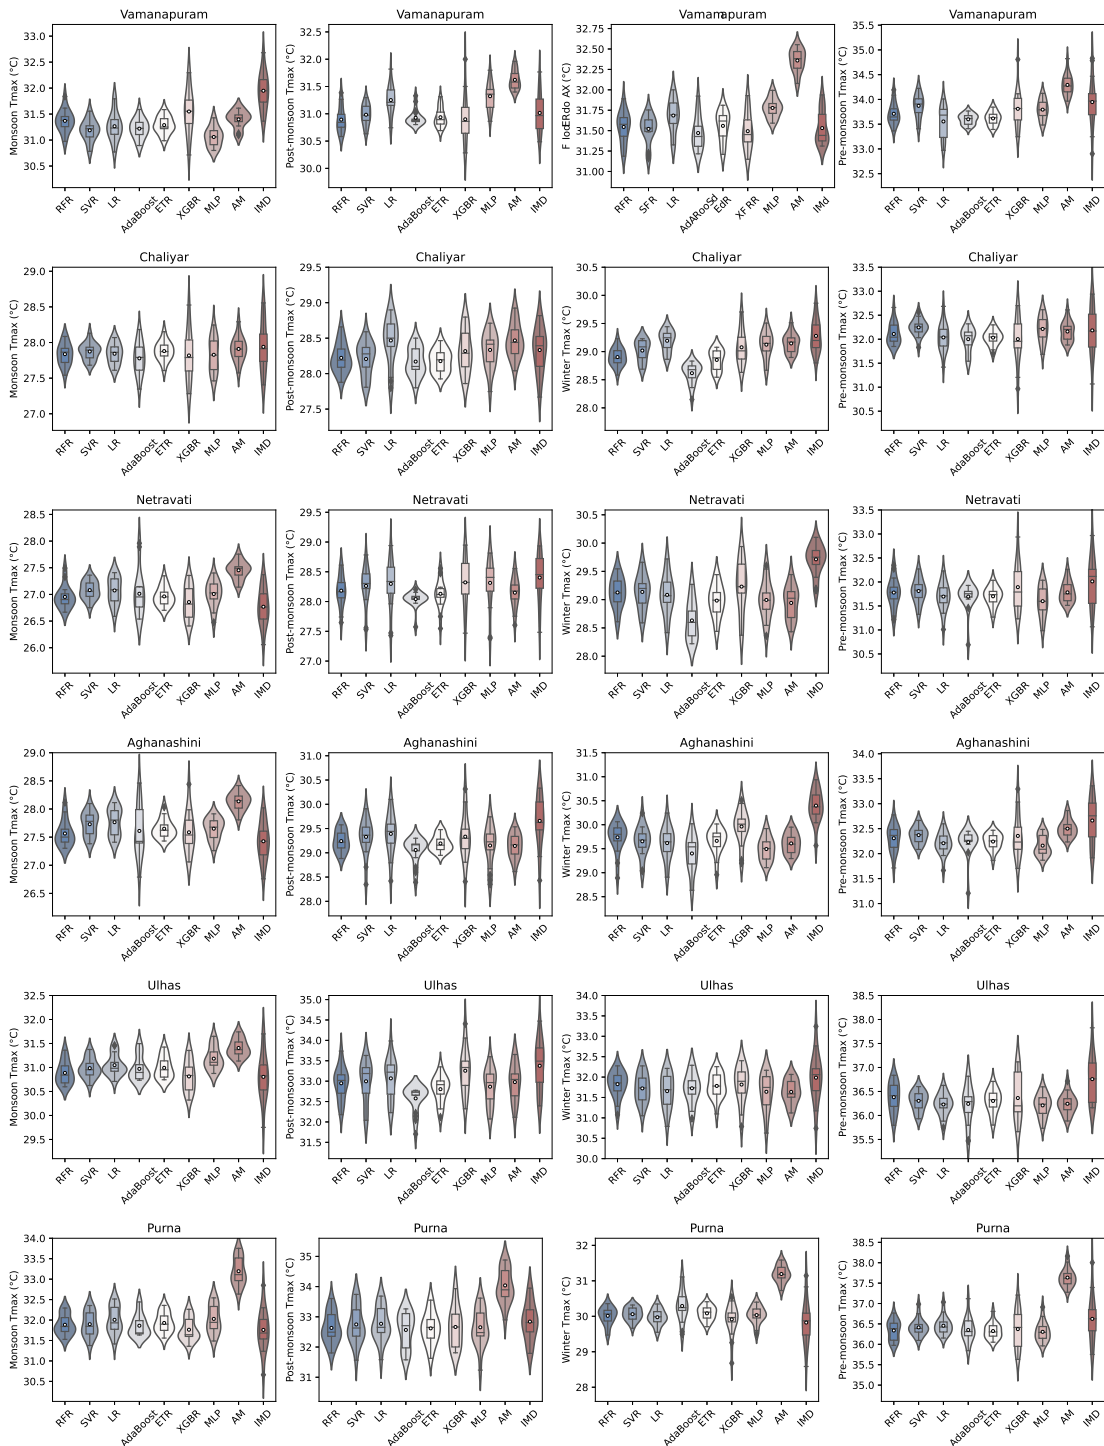 Vamanapuram Vamanapuram Vamanapuram Vamanapuram
Monsoon Tmax (°C)
33.0
32.5
32.0
31.5
31.0
30.5
RFR SVR LR AdaBoost ETR XGBR MLP AM IMD
Post-monsoon Tmax (°C)
32.5
32.0
31.5
31.0
30.5
30.0
RFR SVR LR AdaBoost ETR XGBR MLP AM IMD
F IodERdo AX (°C)
32.75
32.50
32.25
32.00
31.75
31.50
31.25
31.00
RFR SFR LR AdARooSd EdR XFRR MLP AM IMd
Pre-monsoon Tmax (°C)
35.5
35.0
34.5
34.0
33.5
33.0
32.5
RFR SVR LR AdaBoost ETR XGBR MLP AM IMD
Chaliyar Chaliyar Chaliyar Chaliyar
Monsoon Tmax (°C)
29.0
28.5
28.0
27.5
27.0
RFR SVR LR AdaBoost ETR XGBR MLP AM IMD
Post-monsoon Tmax (°C)
29.5
29.0
28.5
28.0
27.5
RFR SVR LR AdaBoost ETR XGBR MLP AM IMD
Winter Tmax (°C)
30.5
30.0
29.5
29.0
28.5
28.0
RFR SVR LR AdaBoost ETR XGBR MLP AM IMD
Pre-monsoon Tmax (°C)
33.5
33.0
32.5
32.0
31.5
31.0
30.5
RFR SVR LR AdaBoost ETR XGBR MLP AM IMD
Netravati Netravati Netravati Netravati
Monsoon Tmax (°C)
28.5
28.0
27.5
27.0
26.5
26.0
RFR SVR LR AdaBoost ETR XGBR MLP AM IMD
Post-monsoon Tmax (°C)
29.5
29.0
28.5
28.0
27.5
27.0
RFR SVR LR AdaBoost ETR XGBR MLP AM IMD
Winter Tmax (°C)
30.5
30.0
29.5
29.0
28.5
28.0
RFR SVR LR AdaBoost ETR XGBR MLP AM IMD
Pre-monsoon Tmax (°C)
33.5
33.0
32.5
32.0
31.5
31.0
30.5
RFR SVR LR AdaBoost ETR XGBR MLP AM IMD
Aghanashini Aghanashini Aghanashini Aghanashini
Monsoon Tmax (°C)
29.0
28.5
28.0
27.5
27.0
26.5
RFR SVR LR AdaBoost ETR XGBR MLP AM IMD
Post-monsoon Tmax (°C)
31.0
30.5
30.0
29.5
29.0
28.5
28.0
RFR SVR LR AdaBoost ETR XGBR MLP AM IMD
Winter Tmax (°C)
31.5
31.0
30.5
30.0
29.5
29.0
28.5
RFR SVR LR AdaBoost ETR XGBR MLP AM IMD
Pre-monsoon Tmax (°C)
34.0
33.5
33.0
32.5
32.0
31.5
31.0
RFR SVR LR AdaBoost ETR XGBR MLP AM IMD
Ulhas Ulhas Ulhas Ulhas
Monsoon Tmax (°C)
32.5
32.0
31.5
31.0
30.5
30.0
29.5
RFR SVR LR AdaBoost ETR XGBR MLP AM IMD
Post-monsoon Tmax (°C)
35.0
34.5
34.0
33.5
33.0
32.5
32.0
31.5
RFR SVR LR AdaBoost ETR XGBR MLP AM IMD
Winter Tmax (°C)
34.0
33.5
33.0
32.5
32.0
31.5
31.0
30.5
30.0
RFR SVR LR AdaBoost ETR XGBR MLP AM IMD
Pre-monsoon Tmax (°C)
38.5
38.0
37.5
37.0
36.5
36.0
35.5
RFR SVR LR AdaBoost ETR XGBR MLP AM IMD
Purna Purna Purna Purna
Monsoon Tmax (°C)
34.0
33.5
33.0
32.5
32.0
31.5
31.0
30.5
RFR SVR LR AdaBoost ETR XGBR MLP AM IMD
Post-monsoon Tmax (°C)
35
34
33
32
31
RFR SVR LR AdaBoost ETR XGBR MLP AM IMD
Winter Tmax (°C)
32
31
30
29
28
RFR SVR LR AdaBoost ETR XGBR MLP AM IMD
Pre-monsoon Tmax (°C)
38.5
38.0
37.5
37.0
36.5
36.0
35.5
35.0
RFR SVR LR AdaBoost ETR XGBR MLP AM IMD